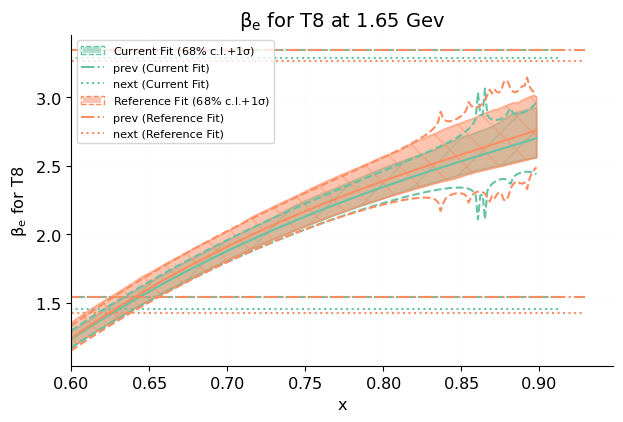 βe for T8 at 1.65 Gev
Current Fit (68% c.l.+1σ)
prev (Current Fit)
next (Current Fit)
Reference Fit (68% c.l.+1σ)
prev (Reference Fit)
next (Reference Fit)
βe for T8
3.0
2.5
2.0
1.5
0.60 0.65 0.70 0.75 0.80 0.85 0.90
x